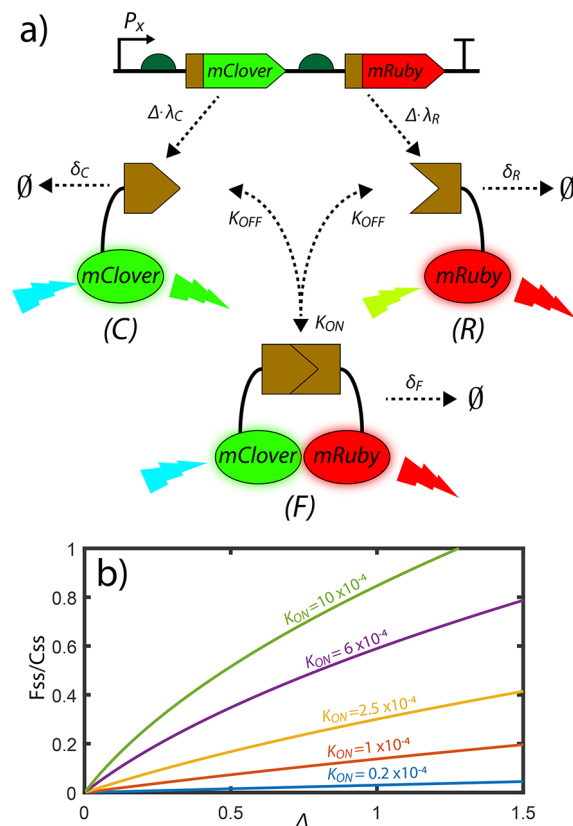 a)
P_X
mClover
mRuby
Δ·λ_C
Δ·λ_R
∅
δ_C
δ_R
∅
K_OFF
K_OFF
mClover
mRuby
(C)
K_ON
(R)
δ_F
∅
mClover
mRuby
(F)
b)
1
K_ON=10 x10^-4
0.8
K_ON= 6 x10^-4
0.6
Fss/Css
0.4
K_ON=2.5 x10^-4
0.2
K_ON=1 x10^-4
K_ON= 0.2 x10^-4
0
0
0.5
1
1.5
Δ